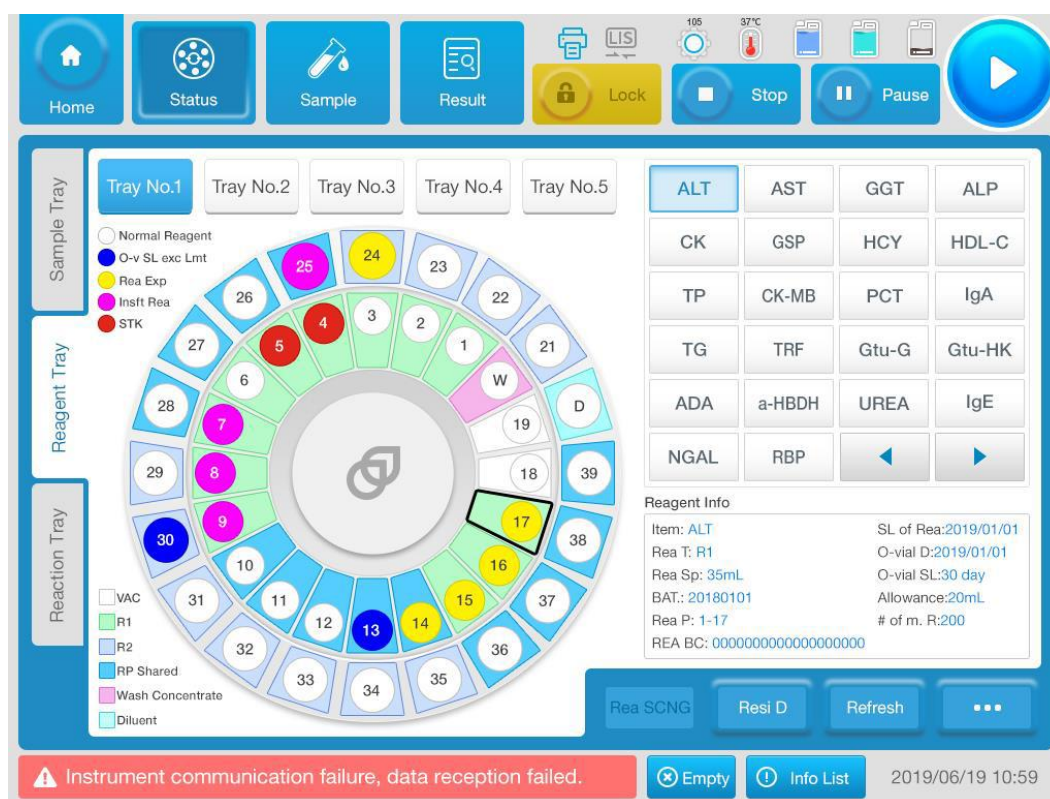 105 37℃
LIS
Home Status Sample Result Lock Stop Pause
Sample Tray
Reagent Tray
Reaction Tray
Tray No.1 Tray No.2 Tray No.3 Tray No.4 Tray No.5
Normal Reagent
O-v SL exc Lmt
Rea Exp
Insft Rea
STK
25 24 23
26 22
27 21
28 D
29 39
30 38
31 37
32 36
33 34 35
4 3 2
5 1
6 W
7 19
8 18
9 17
10 16
11 15
12 13 14
VAC
R1
R2
RP Shared
Wash Concentrate
Diluent
ALT AST GGT ALP
CK GSP HCY HDL-C
TP CK-MB PCT IgA
TG TRF Gtu-G Gtu-HK
ADA a-HBDH UREA IgE
NGAL RBP
Reagent Info
Item: ALT SL of Rea:2019/01/01
Rea T: R1 O-vial D:2019/01/01
Rea Sp: 35mL O-vial SL:30 day
BAT.: 20180101 Allowance:20mL
Rea P: 1-17 # of m. R:200
REA BC: 0000000000000000000
Rea SCNG Resi D Refresh
Instrument communication failure, data reception failed.
Empty Info List 2019/06/19 10:59